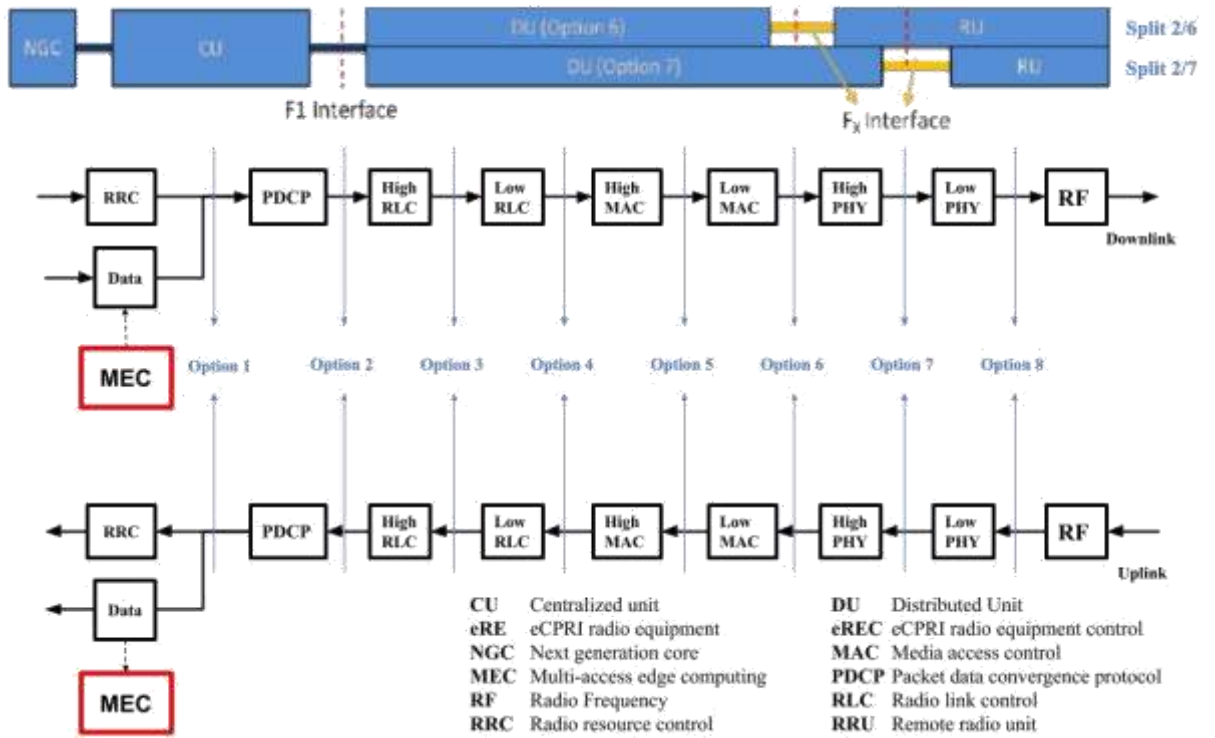 NGC CU DU (Option 6) RU Split 2/6
DU (Option 7) RU Split 2/7
F1 Interface
Fx Interface
RRC PDCP High RLC Low RLC High MAC Low MAC High PHY Low PHY RF
Downlink
Data
MEC
Option 1 Option 2 Option 3 Option 4 Option 5 Option 6 Option 7 Option 8
RRC PDCP High RLC Low RLC High MAC Low MAC High PHY Low PHY RF
Uplink
Data
MEC
CU Centralized unit
eRE eCPRI radio equipment
NGC Next generation core
MEC Multi-access edge computing
RF Radio Frequency
RRC Radio resource control
DU Distributed Unit
eREC eCPRI radio equipment control
MAC Media access control
PDCP Packet data convergence protocol
RLC Radio link control
RRU Remote radio unit